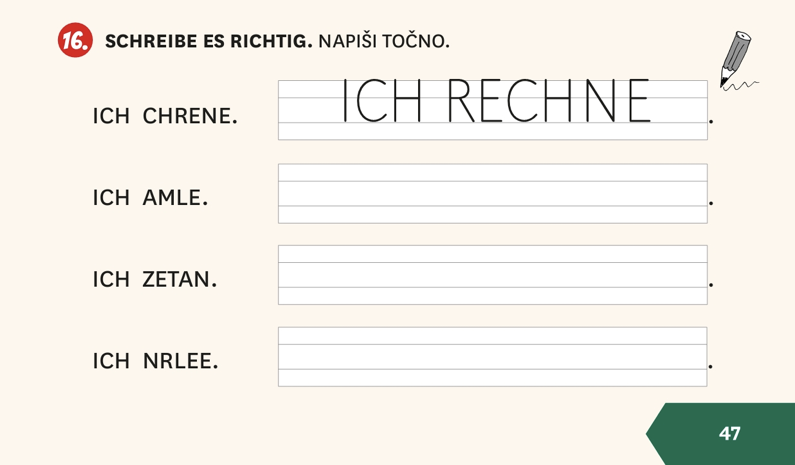 16. SCHREIBE ES RICHTIG. NAPIŠI TOČNO.
ICH CHRENE. ICH RECHNE.
ICH AMLE. .
ICH ZETAN. .
ICH NRLEE. .
47